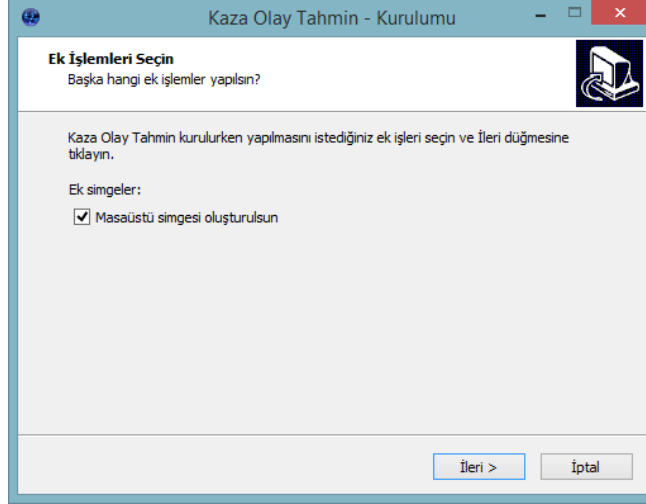 Kaza Olay Tahmin - Kurulumu
Ek İşlemleri Seçin
Başka hangi ek işlemler yapılsın?
Kaza Olay Tahmin kurulurken yapılmasını istediğiniz ek işleri seçin ve İleri düğmesine
tıklayın.
Ek simgeler:
Masaüstü simgesi oluşturulsun
İleri >
İptal